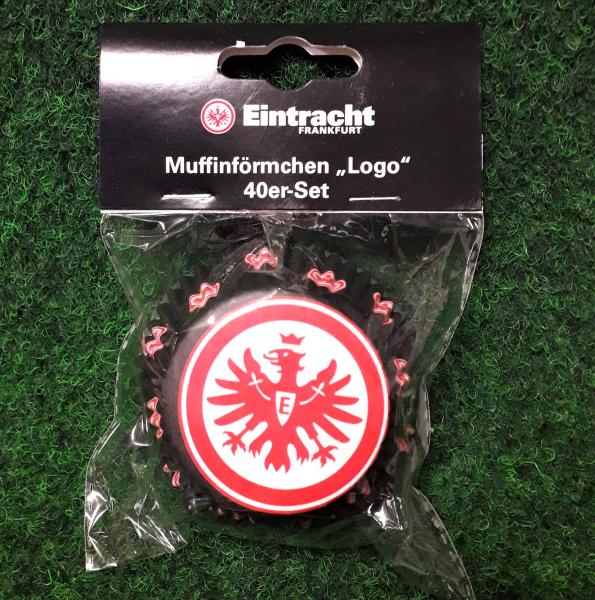 Eintracht
FRANKFURT
Muffinförmchen „Logo“
40er-Set
E